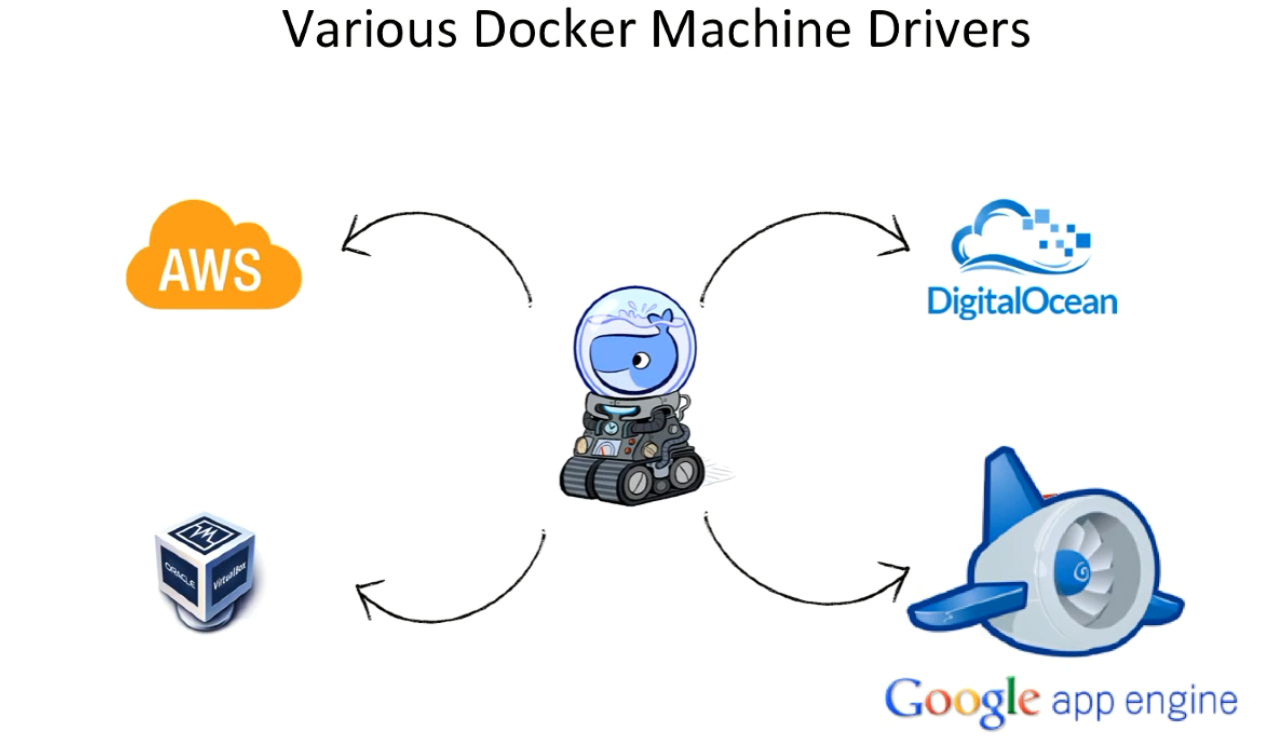 Various Docker Machine Drivers
AWS
DigitalOcean
ORACLE
VirtualBox
Google app engine